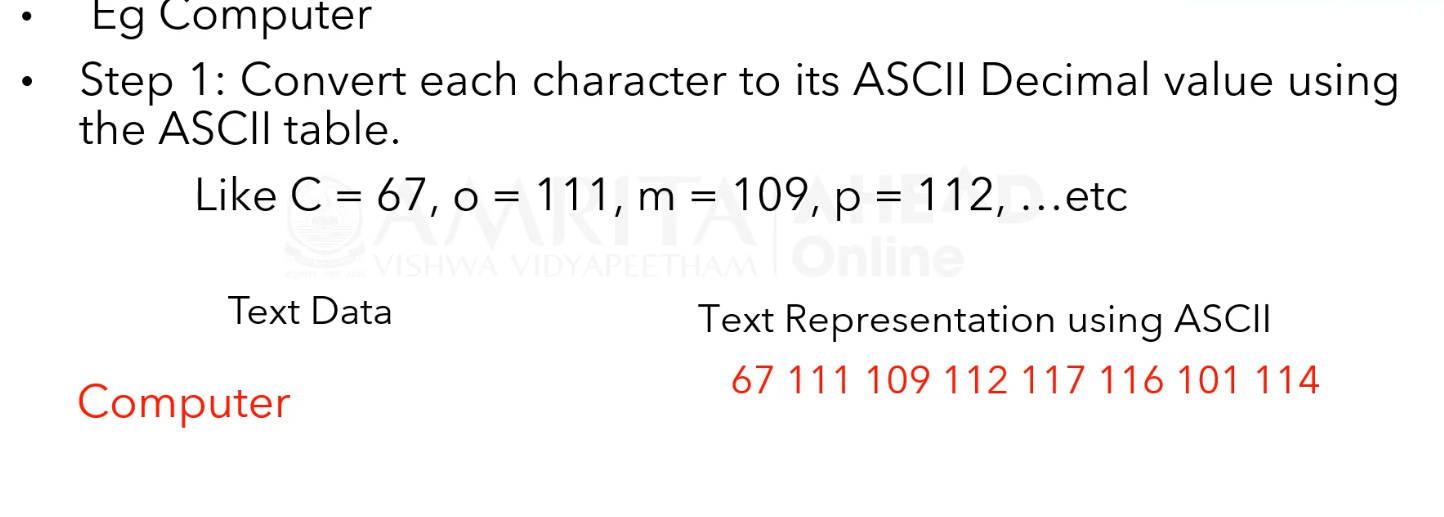 • Eg Computer
• Step 1: Convert each character to its ASCII Decimal value using
the ASCII table.
Like C = 67, o = 111, m = 109, p = 112, ...etc
AMRITA AHEAD
VISHWA VIDYAPEETHAM Online
Text Data
Text Representation using ASCII
67 111 109 112 117 116 101 114
Computer